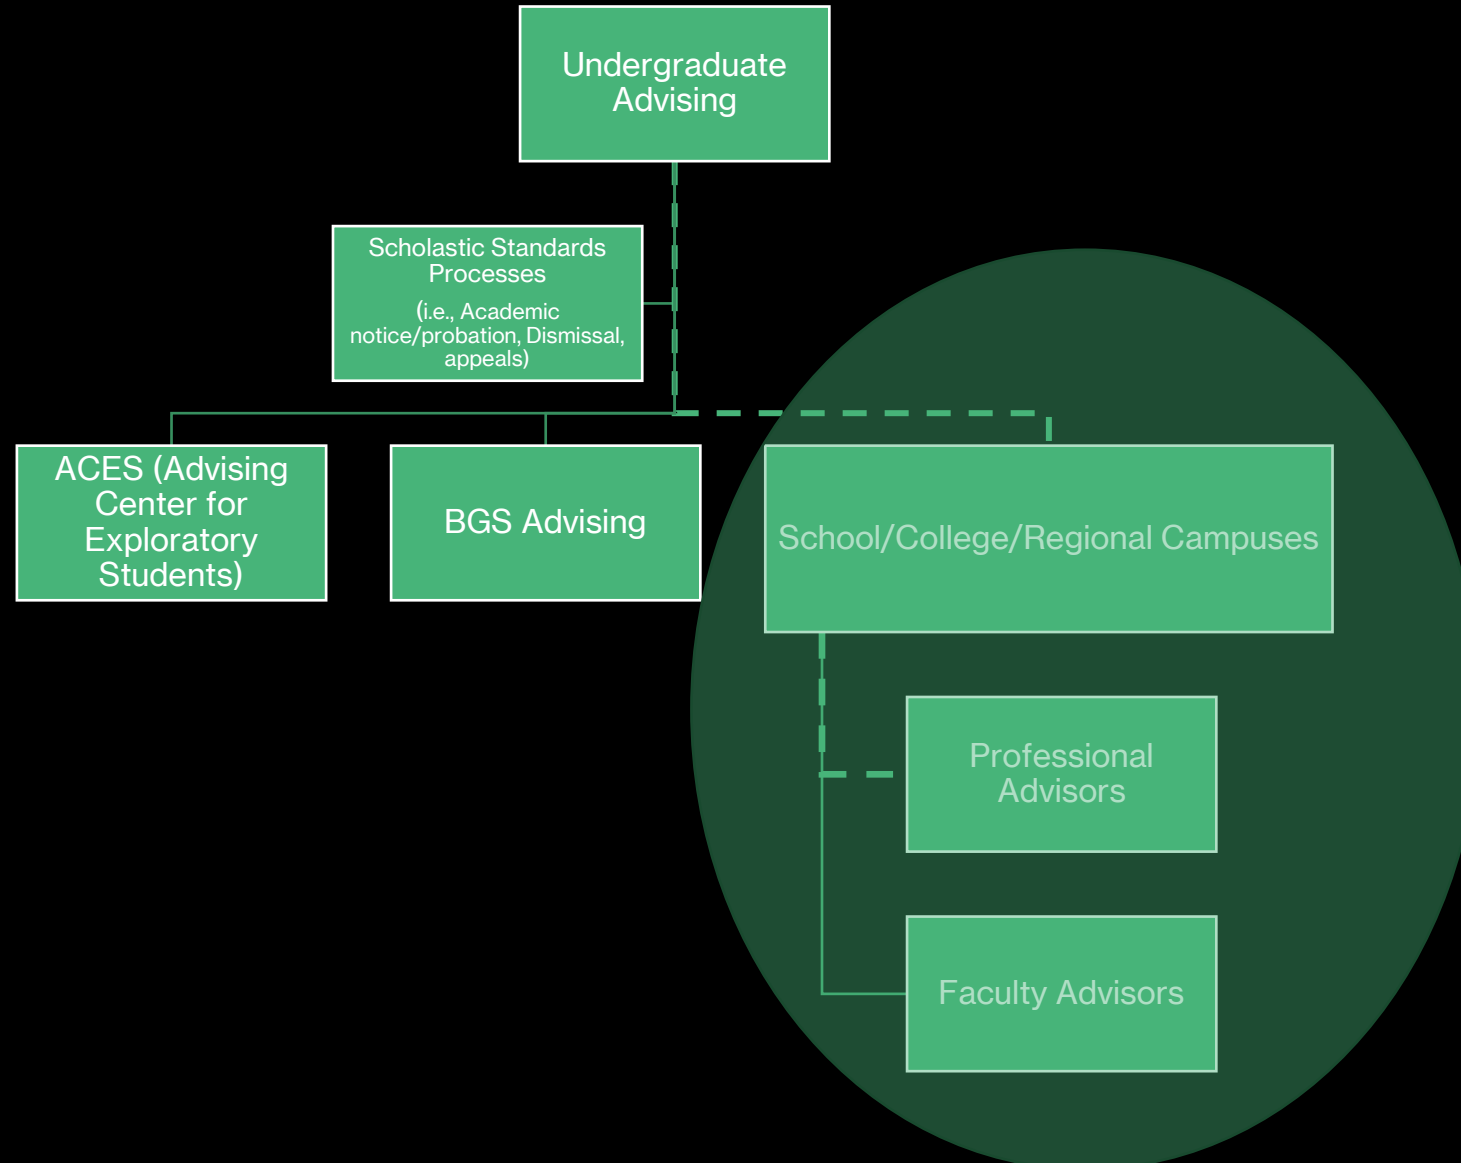 Undergraduate
Advising
Scholastic Standards
Processes
(i.e., Academic
notice/probation, Dismissal,
appeals)
ACES (Advising
Center for
Exploratory
Students)
BGS Advising
School/College/Regional Campuses
Professional
Advisors
Faculty Advisors